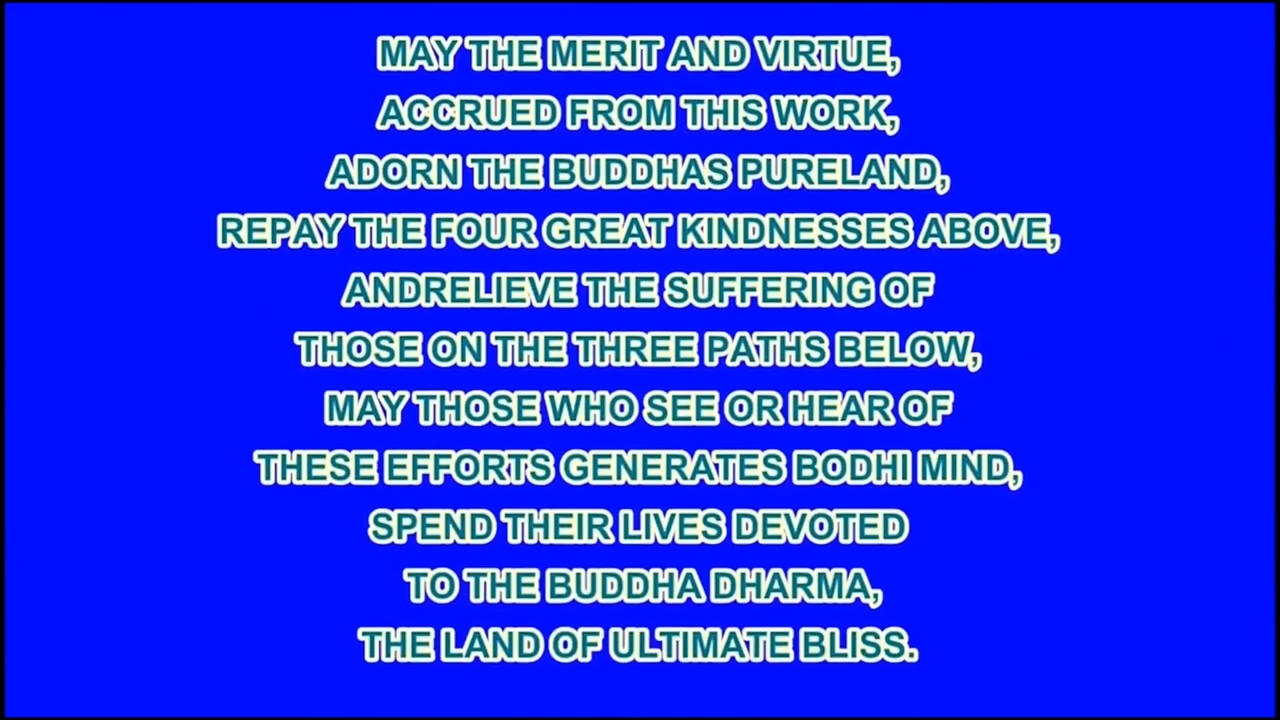 MAY THE MERIT AND VIRTUE,
ACCRUED FROM THIS WORK,
ADORN THE BUDDHAS PURELAND,
REPAY THE FOUR GREAT KINDNESSES ABOVE,
ANDRELIEVE THE SUFFERING OF
THOSE ON THE THREE PATHS BELOW,
MAY THOSE WHO SEE OR HEAR OF
THESE EFFORTS GENERATES BODHI MIND,
SPEND THEIR LIVES DEVOTED
TO THE BUDDHA DHARMA,
THE LAND OF ULTIMATE BLISS.